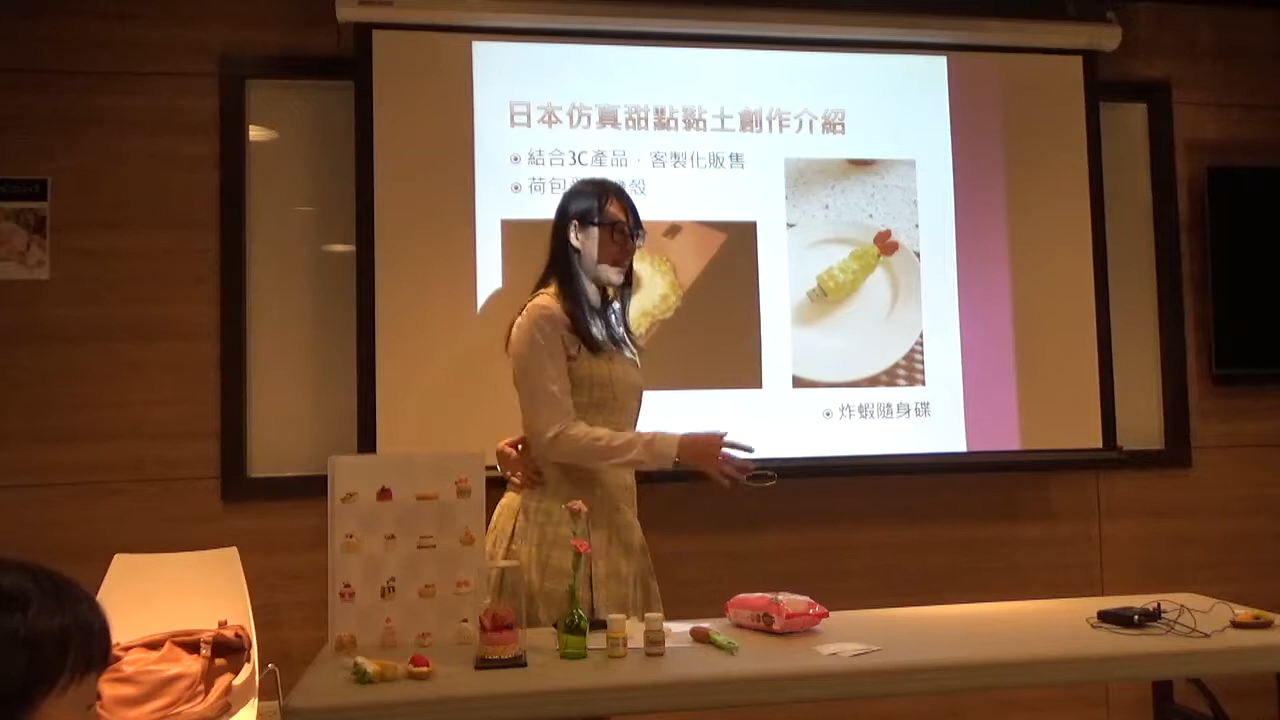 日本仿真甜點黏土創作介紹
結合3C產品，客製化販售
荷包 殼
炸蝦隨身碟